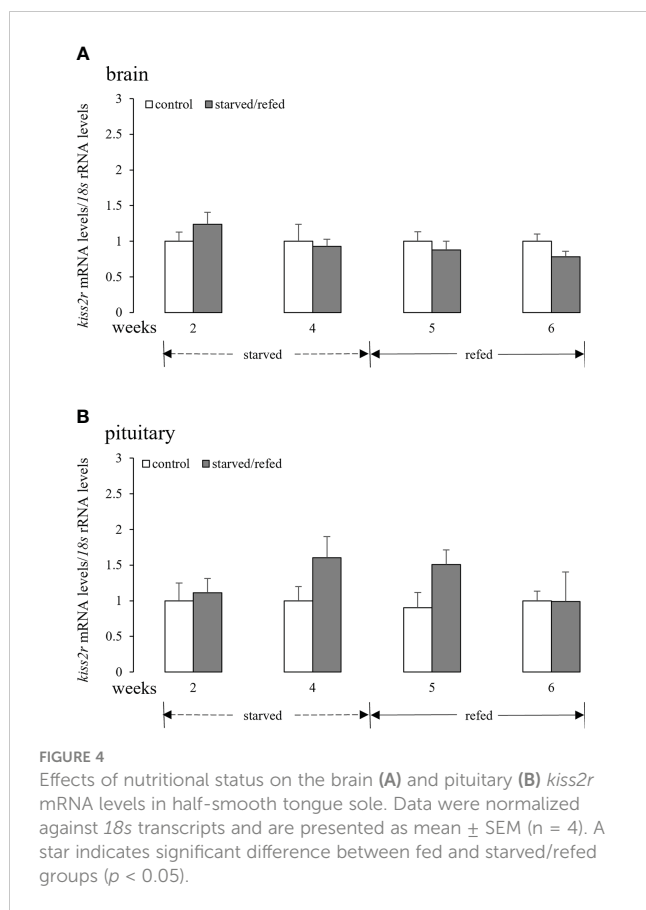 A
brain
control starved/refed
kiss2r mRNA levels/18s rRNA levels
3
2.5
2
1.5
1
0.5
0
weeks 2 4 5 6
starved refed
B
pituitary
control starved/refed
kiss2r mRNA levels/18s rRNA levels
3
2.5
2
1.5
1
0.5
0
weeks 2 4 5 6
starved refed
FIGURE 4
Effects of nutritional status on the brain (A) and pituitary (B) kiss2r
mRNA levels in half-smooth tongue sole. Data were normalized
against 18s transcripts and are presented as mean ± SEM (n = 4). A
star indicates significant difference between fed and starved/refed
groups (p < 0.05).